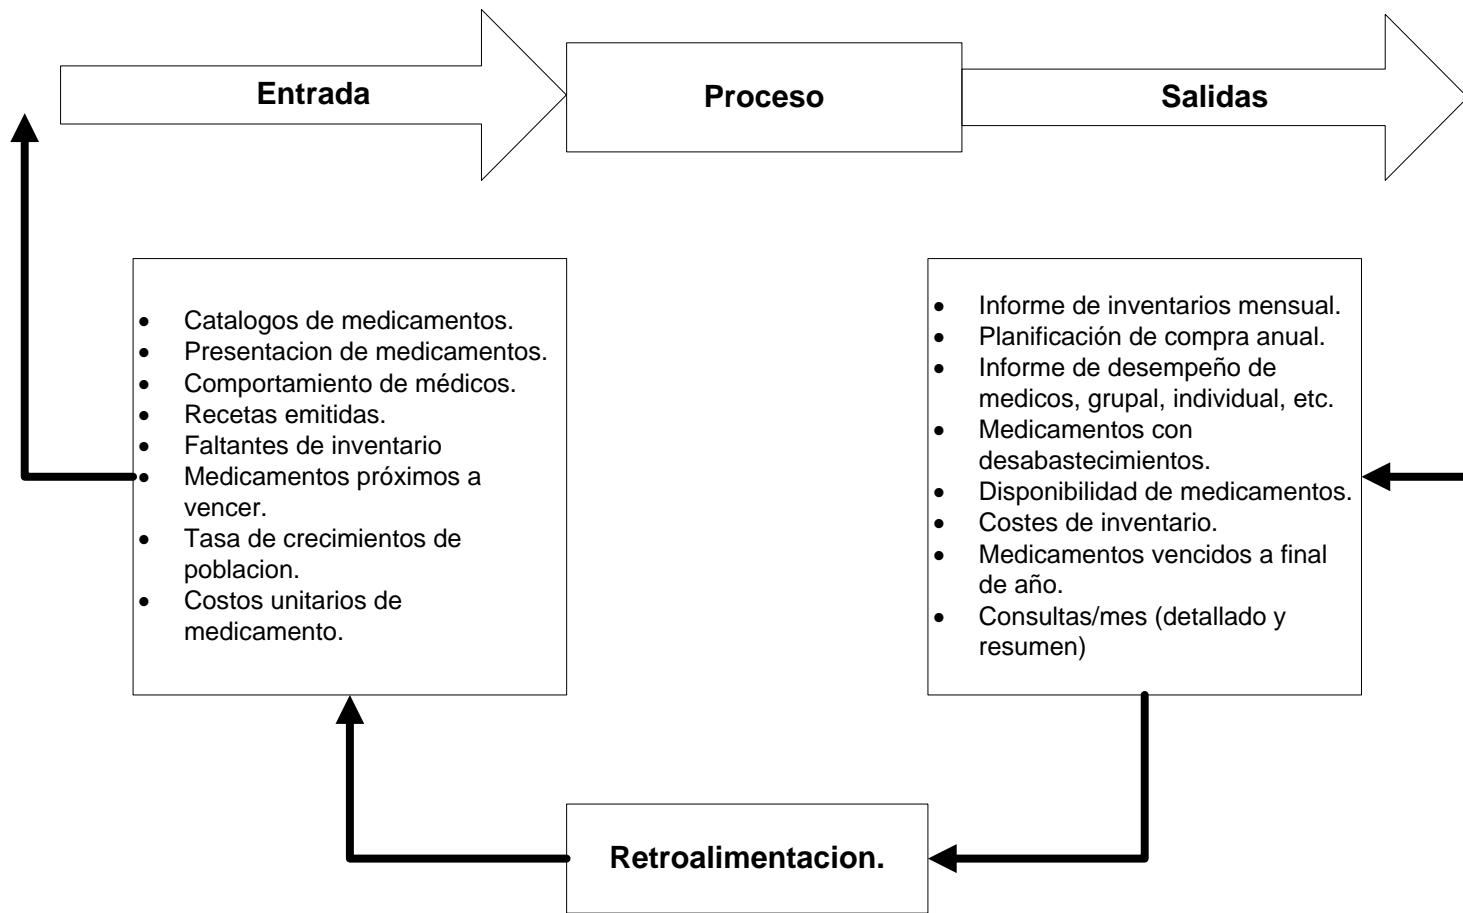 Entrada
Proceso
Salidas
• Catalogos de medicamentos.
• Presentacion de medicamentos.
• Comportamiento de médicos.
• Recetas emitidas.
• Faltantes de inventario
• Medicamentos próximos a
vencer.
• Tasa de crecimientos de
poblacion.
• Costos unitarios de
medicamento.
• Informe de inventarios mensual.
• Planificación de compra anual.
• Informe de desempeño de
medicos, grupal, individual, etc.
• Medicamentos con
desabastecimientos.
• Disponibilidad de medicamentos.
• Costes de inventario.
• Medicamentos vencidos a final
de año.
• Consultas/mes (detallado y
resumen)
Retroalimentacion.